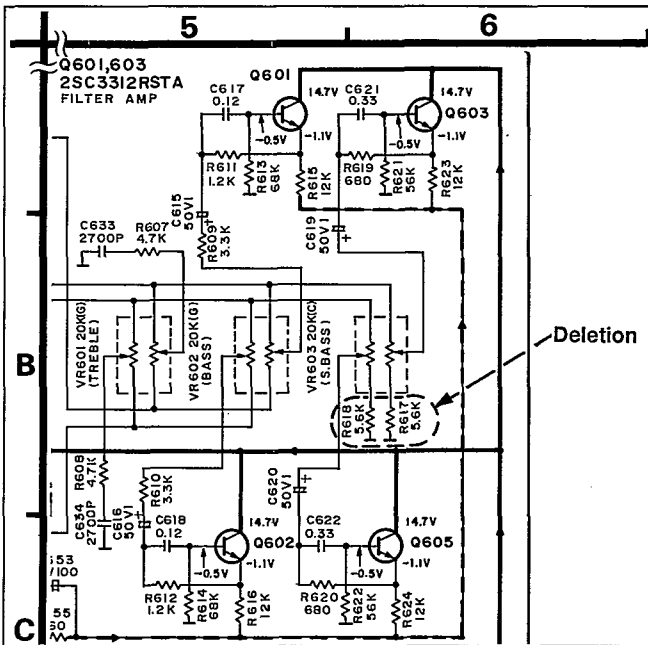 5
6
Q601,603
2SC3312RSTA
FILTER AMP
Q601
C617
0.12
14.7V
C621
0.33
14.7V
Q603
-0.5V
-1.1V
-0.5V
-1.1V
R611
1.2K
R613
68K
R615
12K
R619
680
R621
56K
R623
12K
C615
50V1
+
R609
3.3K
C619
50V1
+
C633
2700P
R607
4.7K
VR601 20K(G)
(TREBLE)
VR602 20K(G)
(BASS)
VR603 20K(C)
(S.BASS)
Deletion
B
R618
5.6K
R617
5.6K
R608
4.7K
R610
3.3K
C620
50V1
+
C634
2700P
C616
50V1
+
C618
0.12
14.7V
Q602
C622
0.33
14.7V
Q605
-0.5V
-1.1V
-0.5V
-1.1V
R612
1.2K
R614
68K
R616
12K
R620
680
R622
56K
R624
12K
C